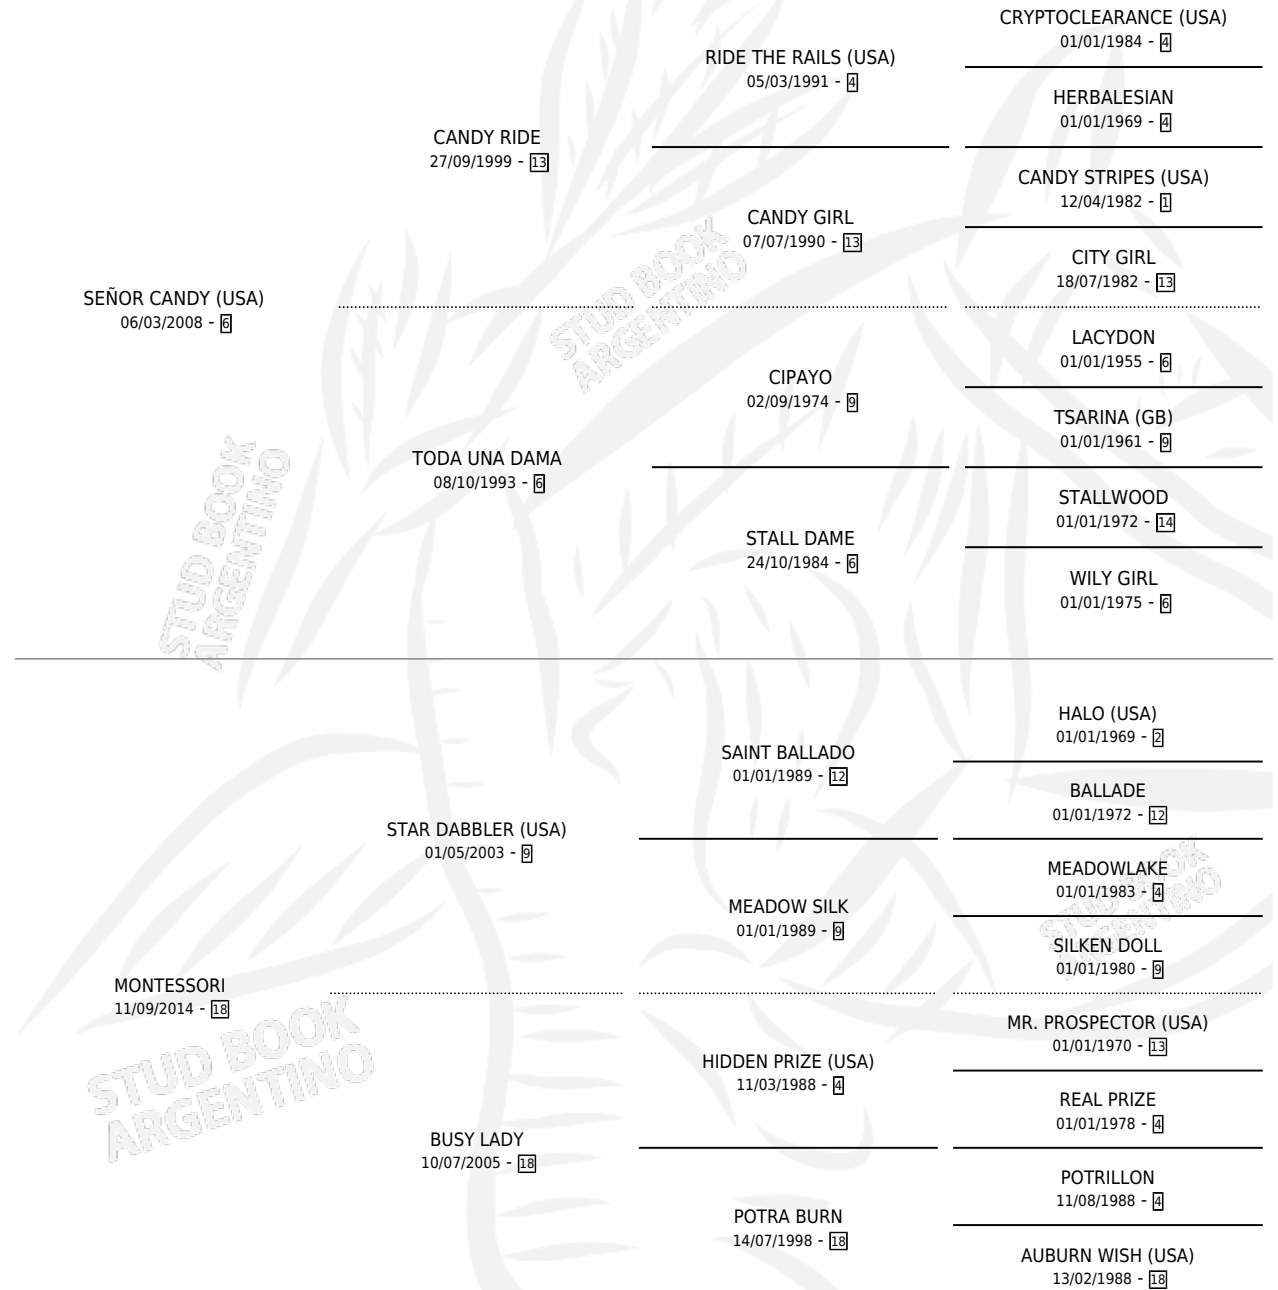 CRYPTOCLEARANCE (USA)
01/01/1984 - 4
RIDE THE RAILS (USA)
05/03/1991 - 4
HERBALESIAN
01/01/1969 - 4
CANDY RIDE
27/09/1999 - 13
CANDY STRIPES (USA)
12/04/1982 - 1
CANDY GIRL
07/07/1990 - 13
CITY GIRL
18/07/1982 - 13
SEÑOR CANDY (USA)
06/03/2008 - 6
LACYDON
01/01/1955 - 6
CIPAYO
02/09/1974 - 9
TSARINA (GB)
01/01/1961 - 9
TODA UNA DAMA
08/10/1993 - 6
STALLWOOD
01/01/1972 - 14
STALL DAME
24/10/1984 - 6
WILY GIRL
01/01/1975 - 6
HALO (USA)
01/01/1969 - 2
SAINT BALLADO
01/01/1989 - 12
BALLADE
01/01/1972 - 12
STAR DABBLER (USA)
01/05/2003 - 9
MEADOWLAKE
01/01/1983 - 4
MEADOW SILK
01/01/1989 - 9
SILKEN DOLL
01/01/1980 - 9
MONTESSORI
11/09/2014 - 18
MR. PROSPECTOR (USA)
01/01/1970 - 13
HIDDEN PRIZE (USA)
11/03/1988 - 4
REAL PRIZE
01/01/1978 - 4
BUSY LADY
10/07/2005 - 18
POTRILLON
11/08/1988 - 4
POTRA BURN
14/07/1998 - 18
AUBURN WISH (USA)
13/02/1988 - 18
STUD BOOK
ARGENTINO
STUD BOOK
ARGENTINO
STUD BOOK
ARGENTINO
STUD BOOK
ARGENTINO